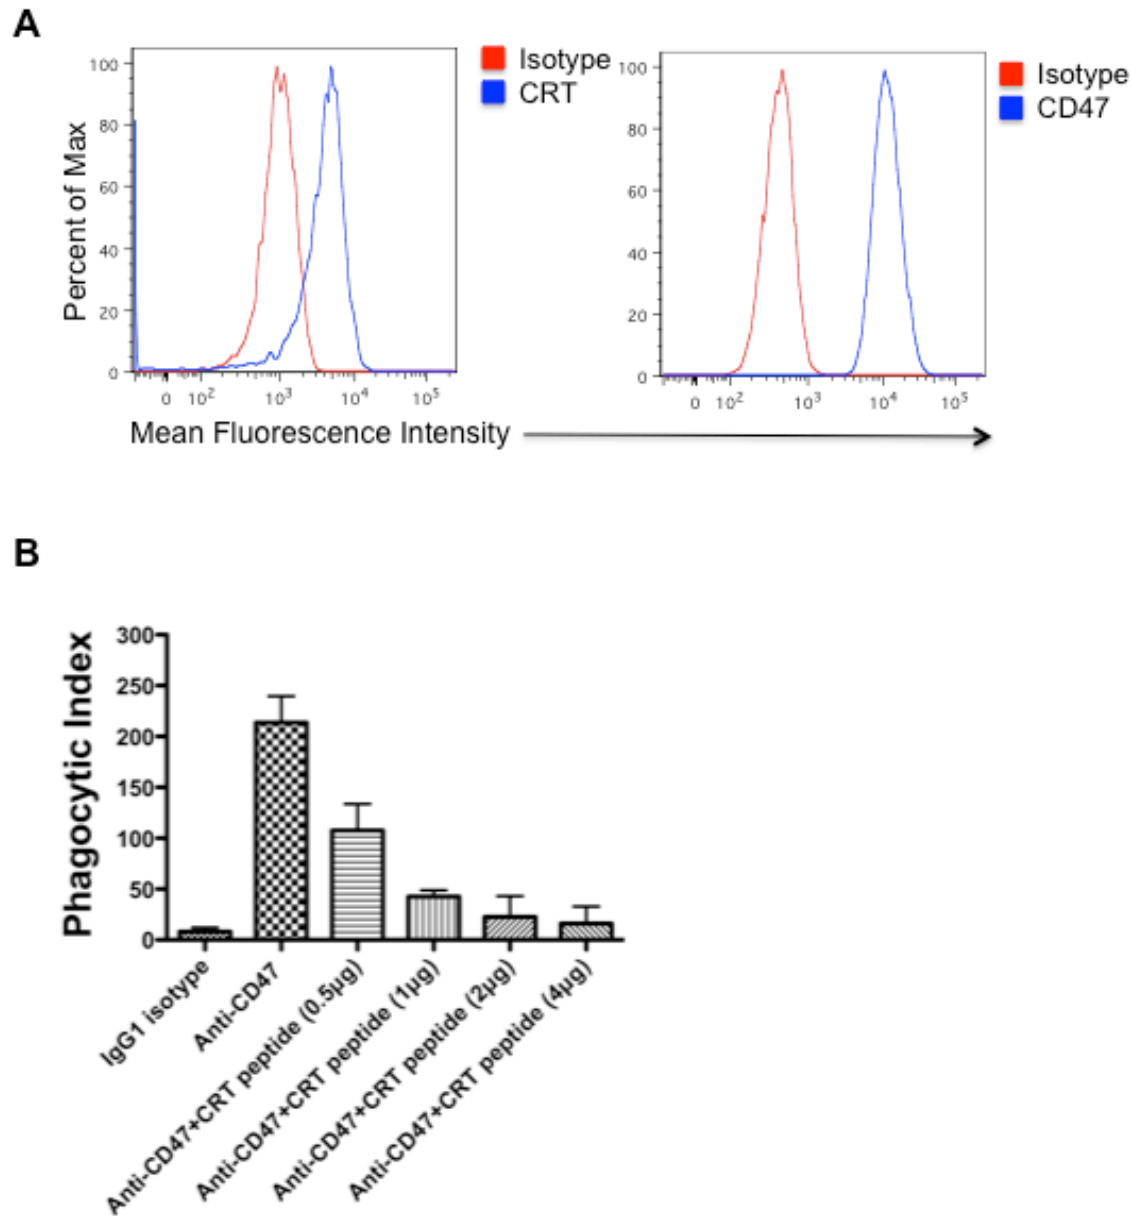 A
Isotype
CRT
100
80
60
40
20
0
Percent of Max
0 10² 10³ 10⁴ 10⁵
Isotype
CD47
100
80
60
40
20
0
0 10² 10³ 10⁴ 10⁵
Mean Fluorescence Intensity
B
Phagocytic Index
300
250
200
150
100
50
0
IgG1 isotype
Anti-CD47
Anti-CD47+CRT peptide (0.5µg)
Anti-CD47+CRT peptide (1µg)
Anti-CD47+CRT peptide (2µg)
Anti-CD47+CRT peptide (4µg)